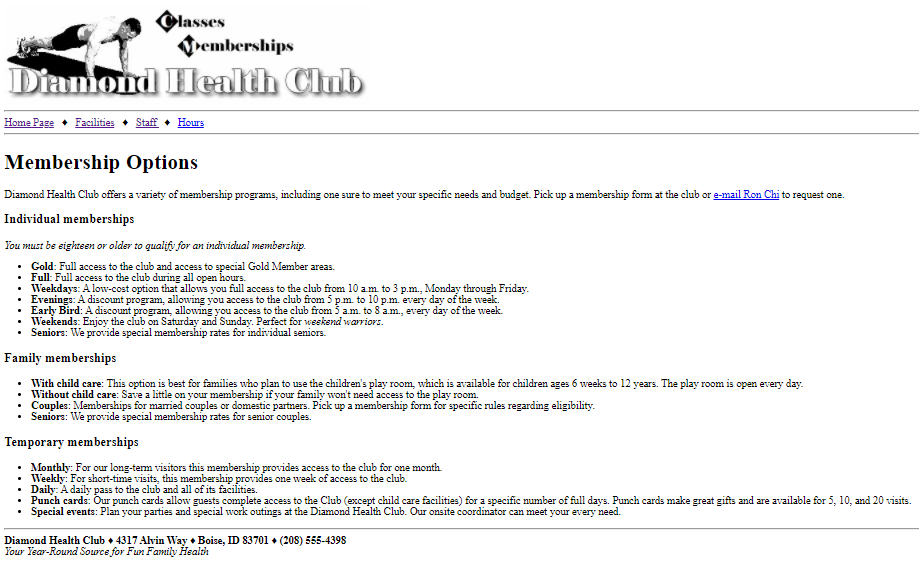 Classes
Memberships
Diamond Health Club
Home Page ♦ Facilities ♦ Staff ♦ Hours
Membership Options
Diamond Health Club offers a variety of membership programs, including one sure to meet your specific needs and budget. Pick up a membership form at the club or e-mail Ron Chi to request one.
Individual memberships
You must be eighteen or older to qualify for an individual membership.
• Gold: Full access to the club and access to special Gold Member areas.
• Full: Full access to the club during all open hours.
• Weekdays: A low-cost option that allows you full access to the club from 10 a.m. to 3 p.m., Monday through Friday.
• Evenings: A discount program, allowing you access to the club from 5 p.m. to 10 p.m. every day of the week.
• Early Bird: A discount program, allowing you access to the club from 5 a.m. to 8 a.m., every day of the week.
• Weekends: Enjoy the club on Saturday and Sunday. Perfect for weekend warriors.
• Seniors: We provide special membership rates for individual seniors.
Family memberships
• With child care: This option is best for families who plan to use the children's play room, which is available for children ages 6 weeks to 12 years. The play room is open every day.
• Without child care: Save a little on your membership if your family won't need access to the play room.
• Couples: Memberships for married couples or domestic partners. Pick up a membership form for specific rules regarding eligibility.
• Seniors: We provide special membership rates for senior couples.
Temporary memberships
• Monthly: For our long-term visitors this membership provides access to the club for one month.
• Weekly: For short-time visits, this membership provides one week of access to the club.
• Daily: A daily pass to the club and all of its facilities.
• Punch cards: Our punch cards allow guests complete access to the Club (except child care facilities) for a specific number of full days. Punch cards make great gifts and are available for 5, 10, and 20 visits.
• Special events: Plan your parties and special work outings at the Diamond Health Club. Our onsite coordinator can meet your every need.
Diamond Health Club ♦ 4317 Alvin Way ♦ Boise, ID 83701 ♦ (208) 555-4398
Your Year-Round Source for Fun Family Health